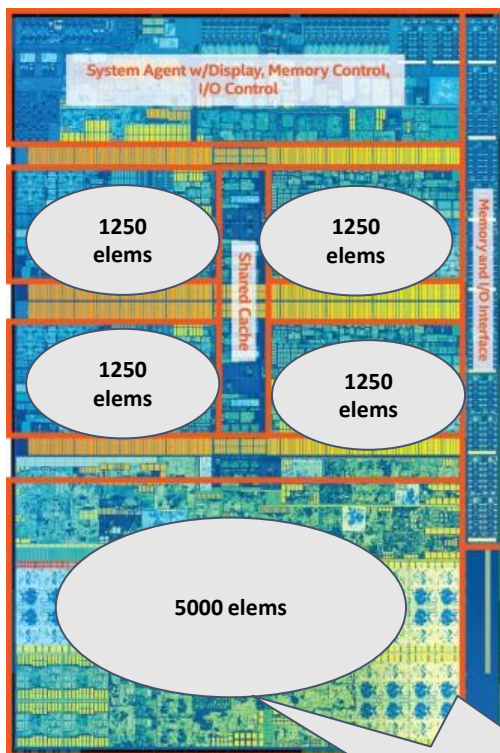 System Agent w/Display, Memory Control,
I/O Control
1250
elems
1250
elems
Shared Cache
Memory and I/O Interface
1250
elems
1250
elems
5000 elems